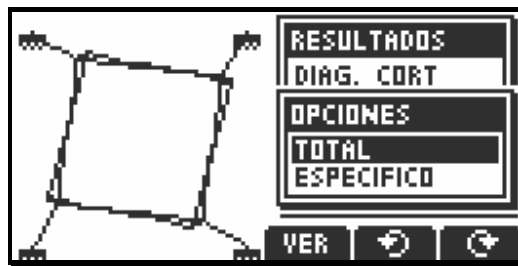 RESULTADOS
DIAG. CORT
OPCIONES
TOTAL
ESPECIFICO
VER